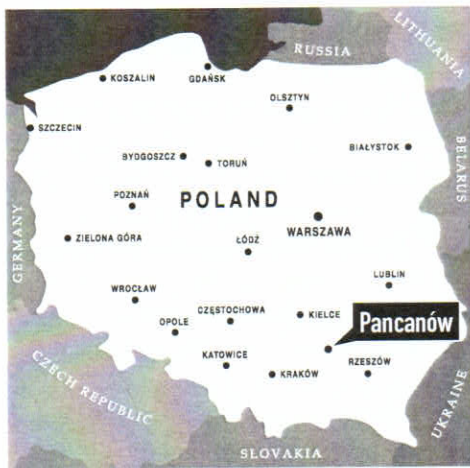 LITHUANIA
RUSSIA
KOSZALIN
GDAŃSK
OLSZTYN
SZCZECIN
BIAŁYSTOK
BELARUS
BYDGOSZCZ
TORUŃ
POZNAŃ
POLAND
WARSZAWA
GERMANY
ZIELONA GÓRA
ŁÓDŹ
LUBLIN
WROCŁAW
CZĘSTOCHOWA
KIELCE
Pancanów
OPOLE
KATOWICE
KRAKÓW
RZESZÓW
CZECH REPUBLIC
UKRAINE
SLOVAKIA